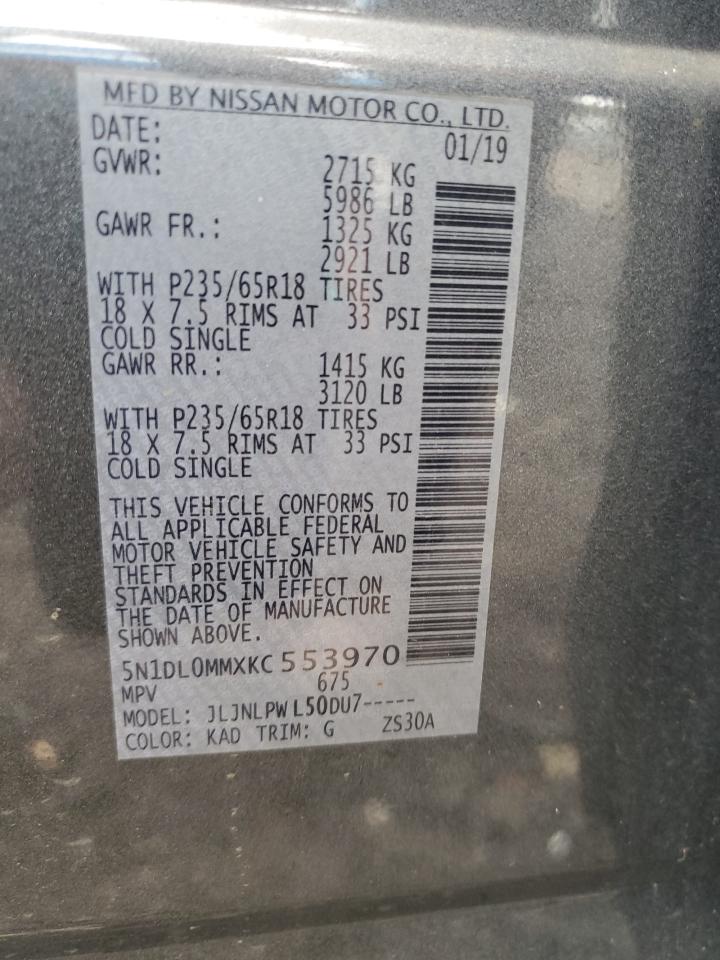 MFD BY NISSAN MOTOR CO., LTD.
DATE: 01/19
GVWR: 2715 KG
5986 LB
GAWR FR.: 1325 KG
2921 LB
WITH P235/65R18 TIRES
18 X 7.5 RIMS AT 33 PSI
COLD SINGLE
GAWR RR.: 1415 KG
3120 LB
WITH P235/65R18 TIRES
18 X 7.5 RIMS AT 33 PSI
COLD SINGLE
THIS VEHICLE CONFORMS TO
ALL APPLICABLE FEDERAL
MOTOR VEHICLE SAFETY AND
THEFT PREVENTION
STANDARDS IN EFFECT ON
THE DATE OF MANUFACTURE
SHOWN ABOVE.
5N1DL0MMXKC553970
MPV 675
MODEL: JLJNLPWL50DU7-----
COLOR: KAD TRIM: G ZS30A